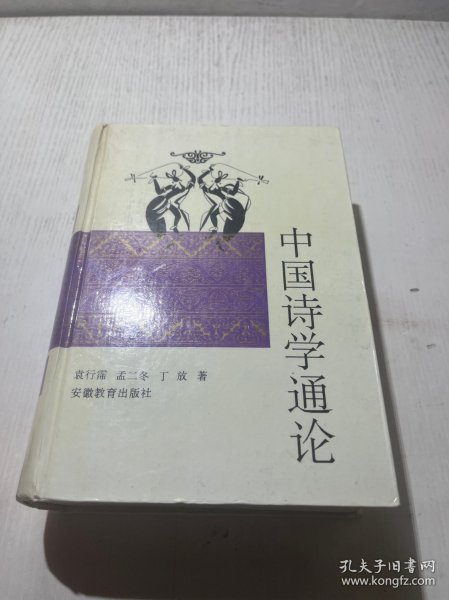 中国诗学通论
袁行霈 孟二冬 丁放 著
安徽教育出版社
孔夫子旧书网
www.kongfz.com